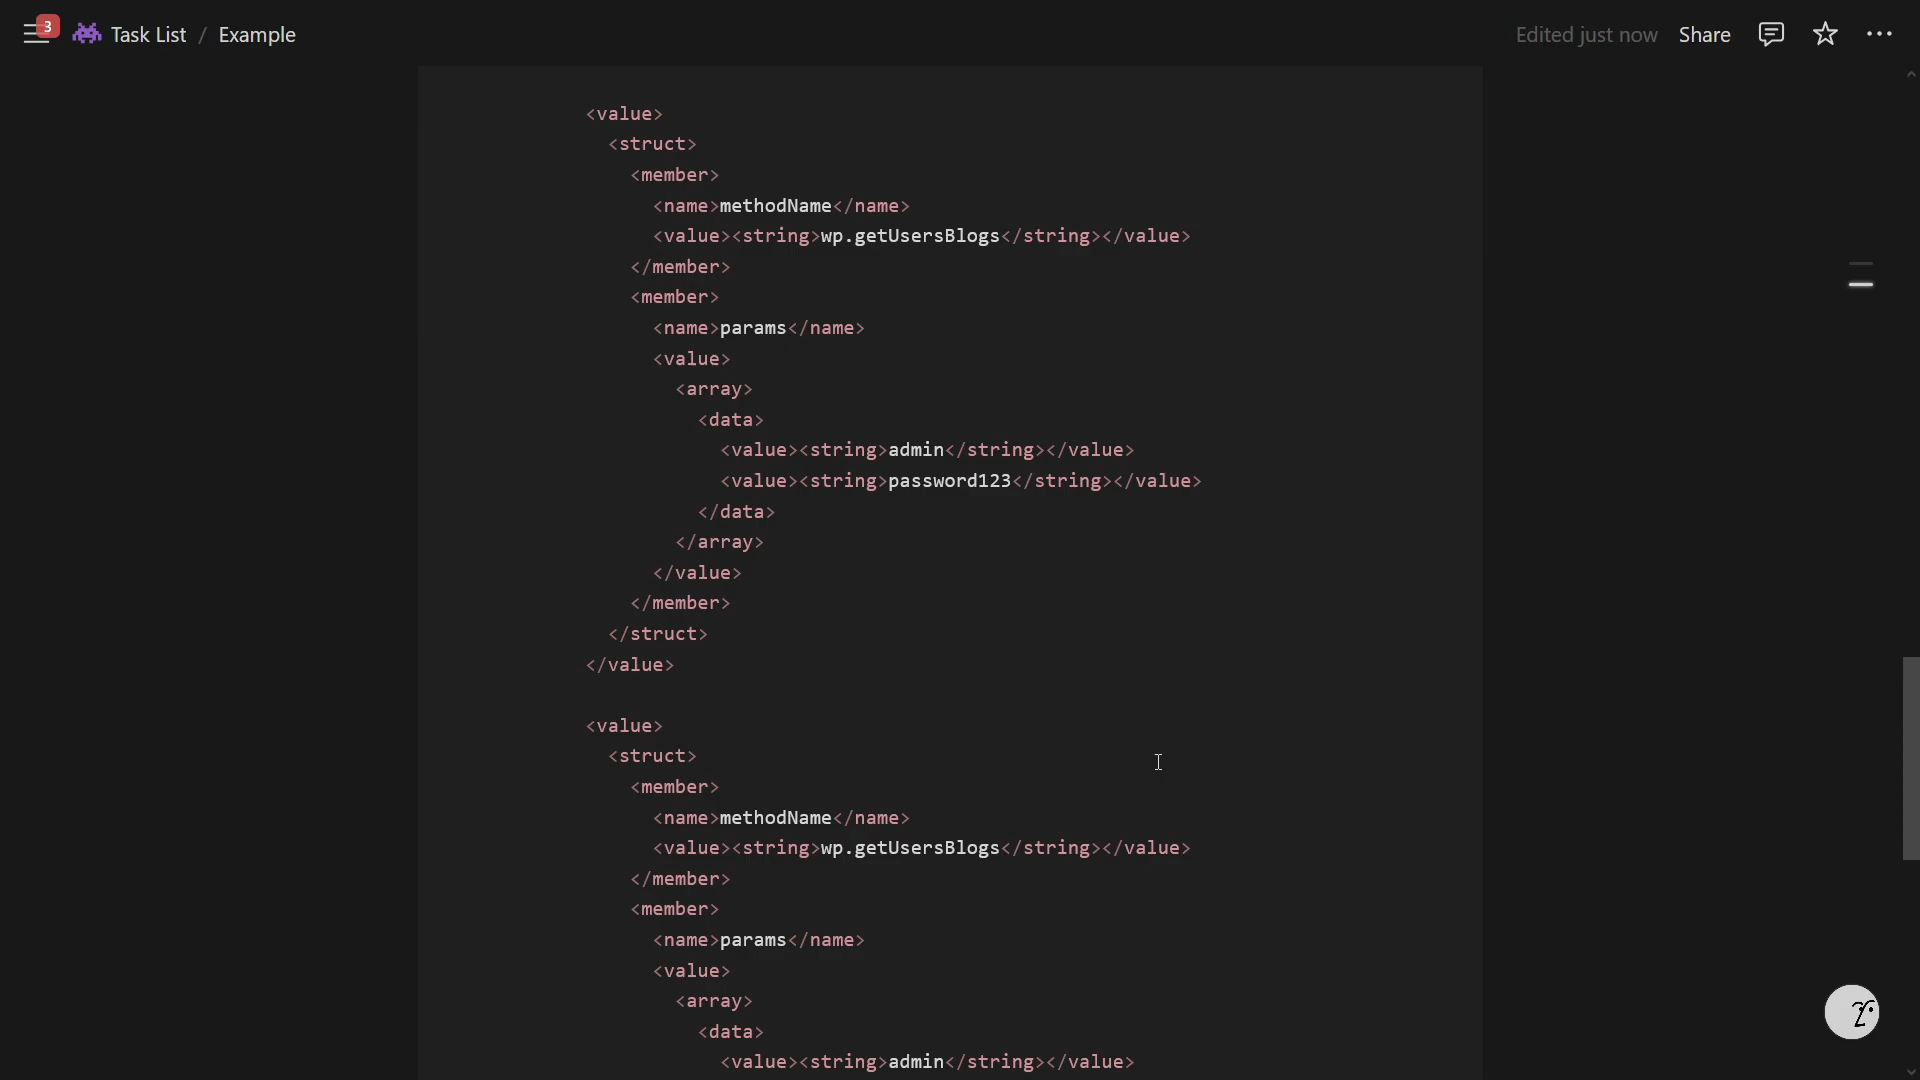 3 Task List / Example Edited just now Share
<value>
<struct>
<member>
<name>methodName</name>
<value><string>wp.getUsersBlogs</string></value>
</member>
<member>
<name>params</name>
<value>
<array>
<data>
<value><string>admin</string></value>
<value><string>password123</string></value>
</data>
</array>
</value>
</member>
</struct>
</value>
<value>
<struct>
<member>
<name>methodName</name>
<value><string>wp.getUsersBlogs</string></value>
</member>
<member>
<name>params</name>
<value>
<array>
<data>
<value><string>admin</string></value>